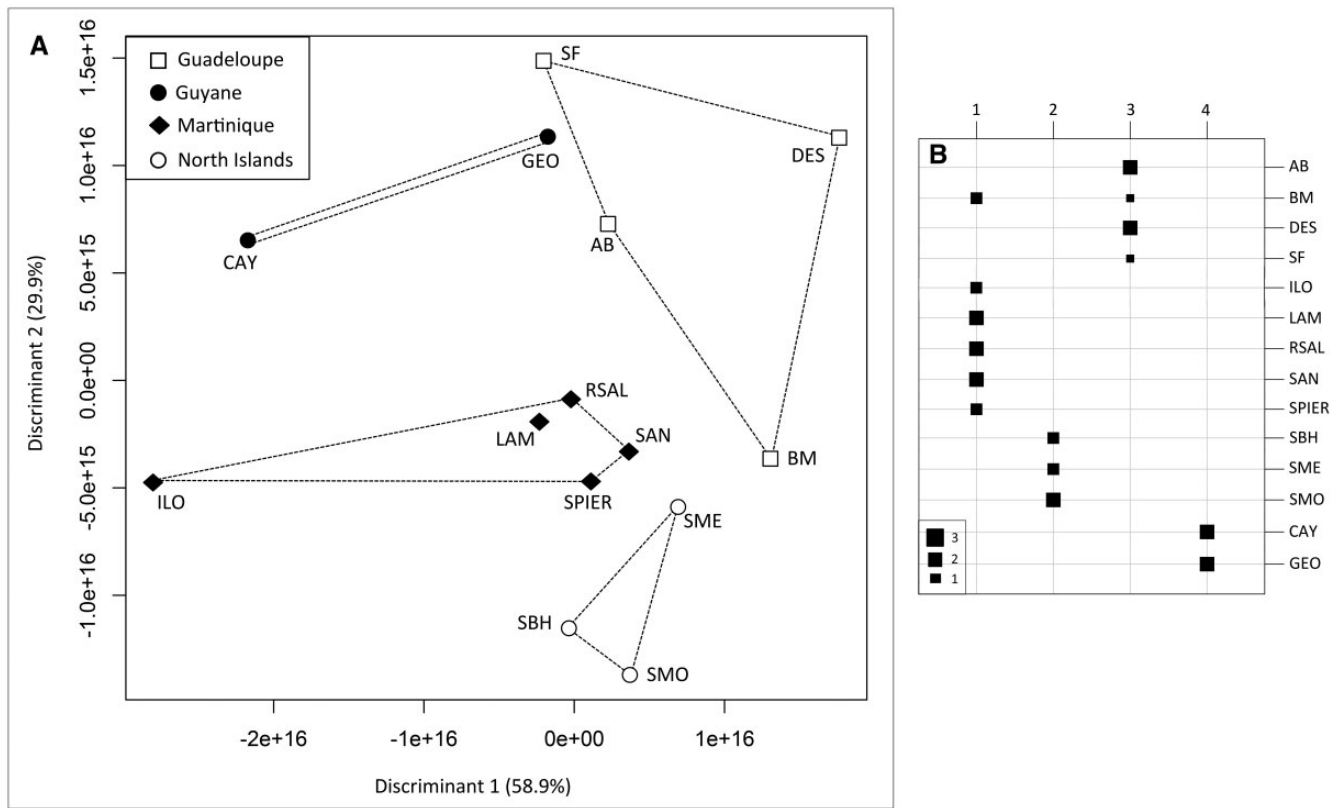 A
Guadeloupe
Guyane
Martinique
North Islands
SF
DES
GEO
AB
CAY
RSAL
LAM
SAN
BM
ILO
SPIER
SME
SBH
SMO
1.5e+16
1.0e+16
5.0e+15
0.0e+00
-5.0e+15
-1.0e+16
Discriminant 2 (29.9%)
-2e+16 -1e+16 0e+00 1e+16
Discriminant 1 (58.9%)
1 2 3 4
B
AB
BM
DES
SF
ILO
LAM
RSAL
SAN
SPIER
SBH
SME
SMO
CAY
GEO
3
2
1